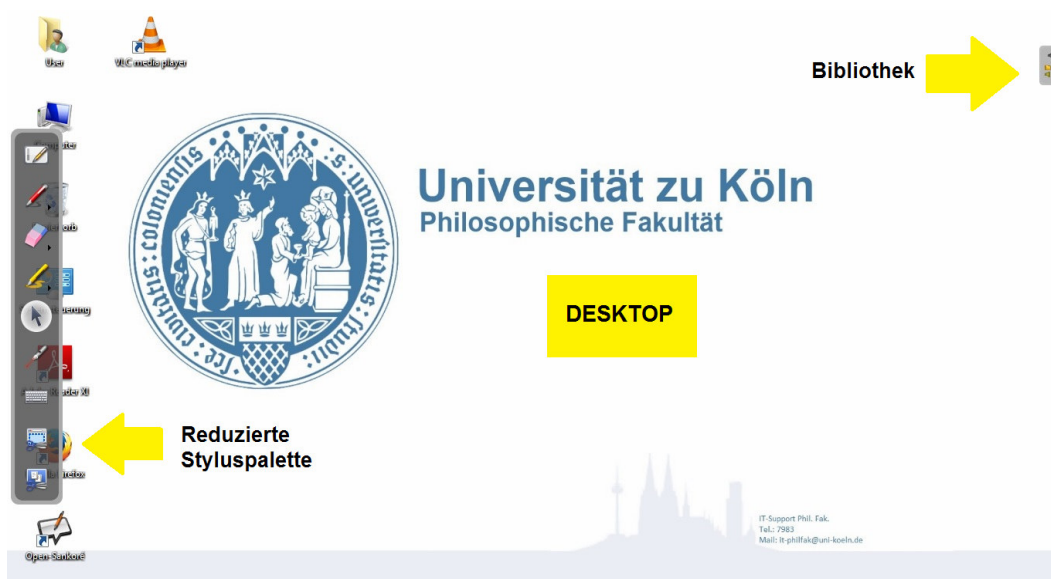 User
VLC media player
Bibliothek
Universität zu Köln
Philosophische Fakultät
DESKTOP
Reduzierte
Styluspalette
Open-Sankoré
IT-Support Phil. Fak.
Tel.: 7983
Mail: it-philfak@uni-koeln.de